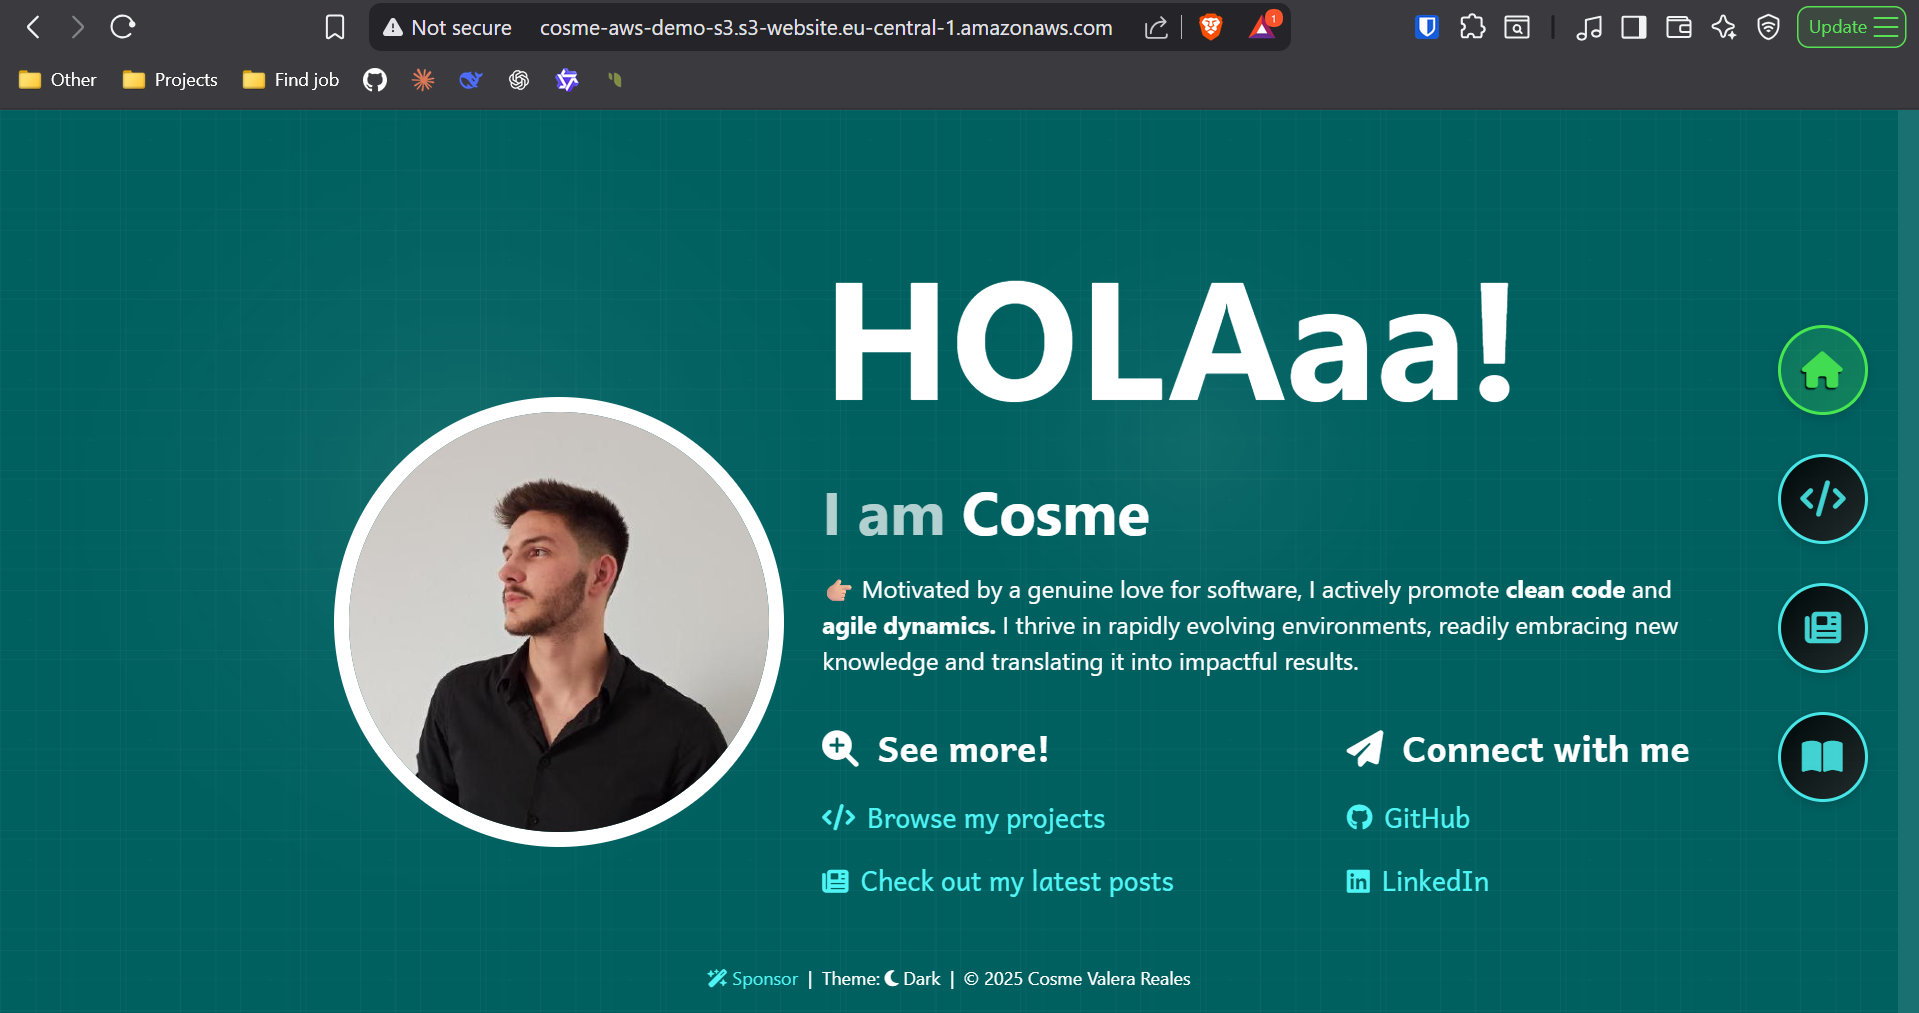 Not secure cosme-aws-demo-s3.s3-website.eu-central-1.amazonaws.com 1 Update
Other Projects Find job
HOLAaa!
I am Cosme
Motivated by a genuine love for software, I actively promote clean code and
agile dynamics. I thrive in rapidly evolving environments, readily embracing new
knowledge and translating it into impactful results.
See more!
Browse my projects
Check out my latest posts
Connect with me
GitHub
LinkedIn
Sponsor | Theme: Dark | © 2025 Cosme Valera Reales